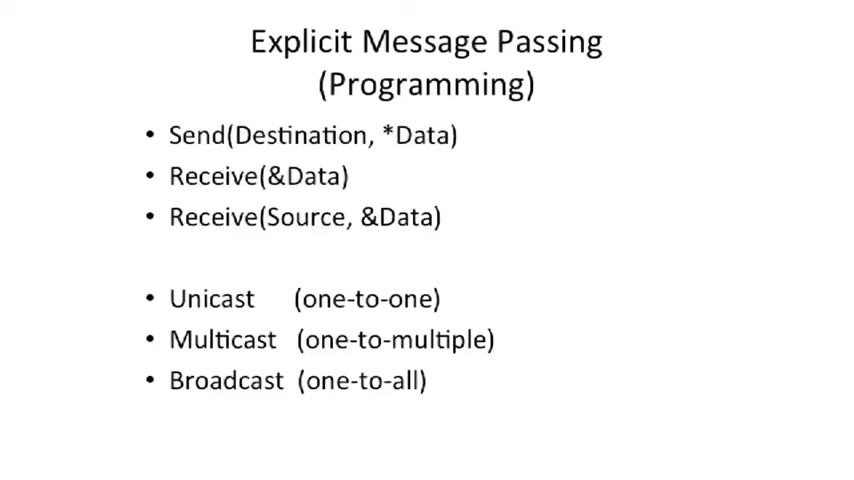 Explicit Message Passing
(Programming)
• Send(Destination, *Data)
• Receive(&Data)
• Receive(Source, &Data)
• Unicast (one-to-one)
• Multicast (one-to-multiple)
• Broadcast (one-to-all)